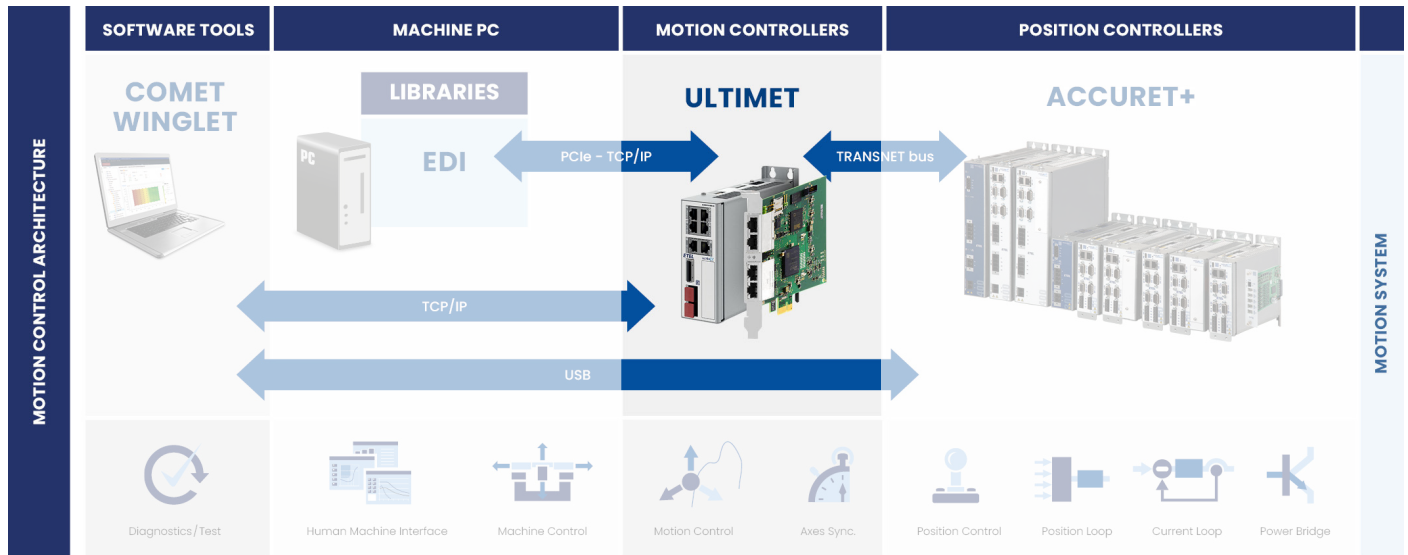 SOFTWARE TOOLS
MACHINE PC
MOTION CONTROLLERS
POSITION CONTROLLERS
MOTION CONTROL ARCHITECTURE
COMET
WINGLET
LIBRARIES
EDI
PC
ULTIMET
ACCURET+
PCIe - TCP/IP
TRANSNET bus
ETEL
TCP/IP
USB
MOTION SYSTEM
Diagnostics/Test
Human Machine Interface
Machine Control
Motion Control
Axes Sync.
Position Control
Position Loop
Current Loop
Power Bridge